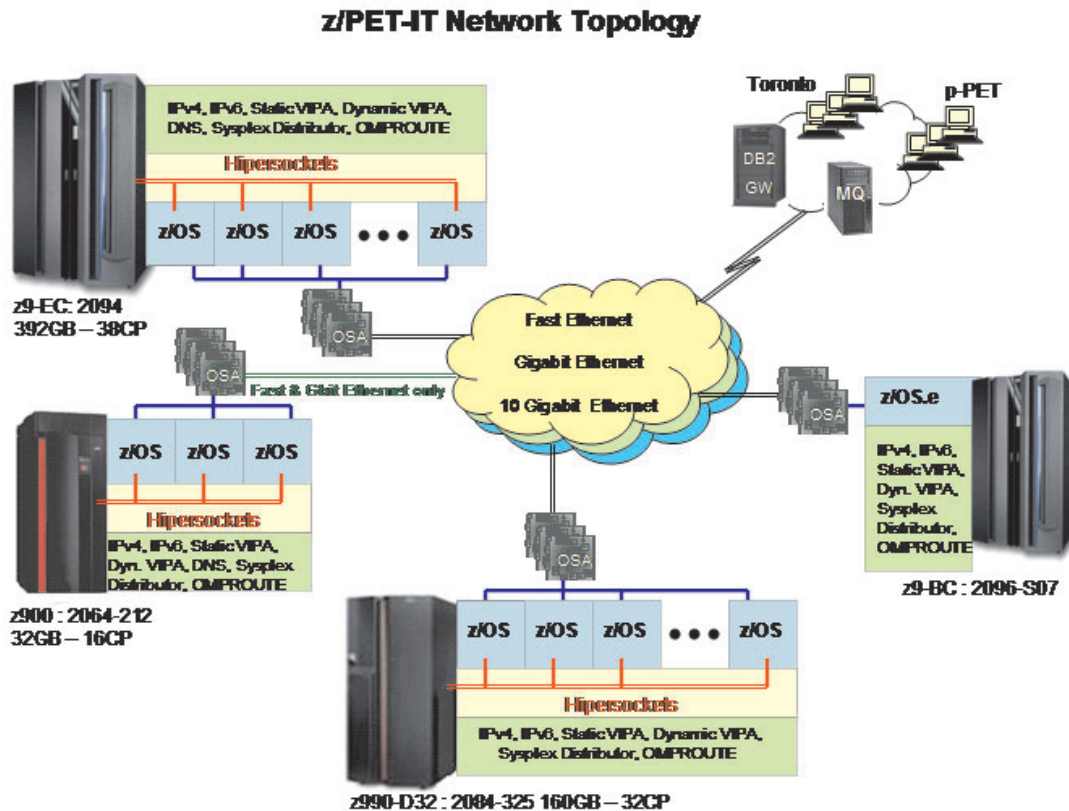 z/PET-IT Network Topology
IPv4, IPv6, Static VIPA, Dynamic VIPA,
DNS, Sysplex Distributor, OMPROUTE
Hipersockets
z/OS z/OS z/OS z/OS
z9-EC: 2094
392GB – 38CP
OSA
Toronto
p-PET
DB2
GW
MQ
Fast Ethernet
Gigabit Ethernet
10 Gigabit Ethernet
OSA
Fast & Gbit Ethernet only
z/OS z/OS z/OS
Hipersockets
IPv4, IPv6, Static VIPA,
Dyn. VIPA, DNS, Sysplex
Distributor, OMPROUTE
z900 : 2064-212
32GB – 16CP
OSA
z/OS.e
IPv4, IPv6,
Static VIPA,
Dyn. VIPA,
Sysplex
Distributor,
OMPROUTE
z9-BC : 2096-S07
OSA
z/OS z/OS z/OS z/OS
Hipersockets
IPv4, IPv6, Static VIPA, Dynamic VIPA,
Sysplex Distributor, OMPROUTE
z990-D32 : 2084-325 160GB – 32CP